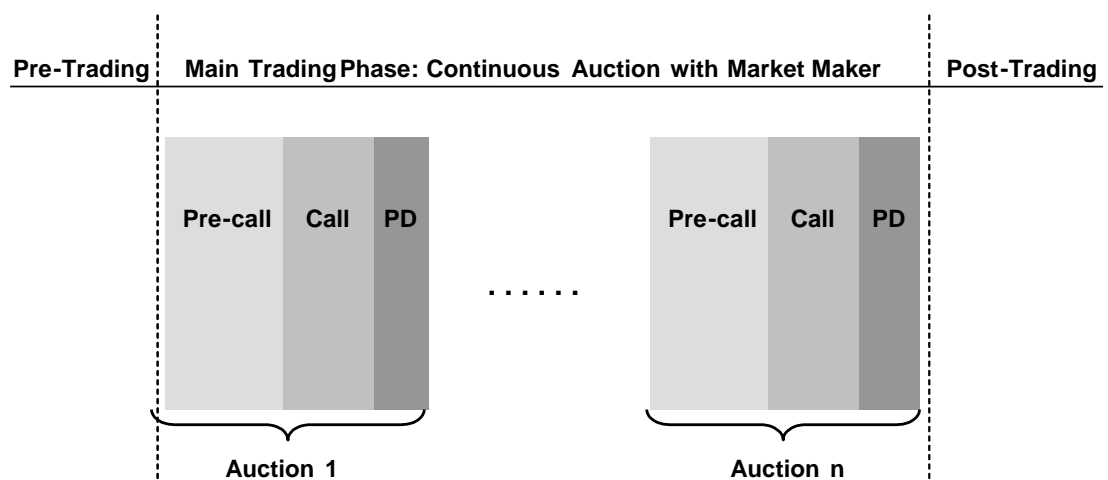 Pre-Trading Main Trading Phase: Continuous Auction with Market Maker Post-Trading
Pre-call Call PD Pre-call Call PD
......
Auction 1 Auction n